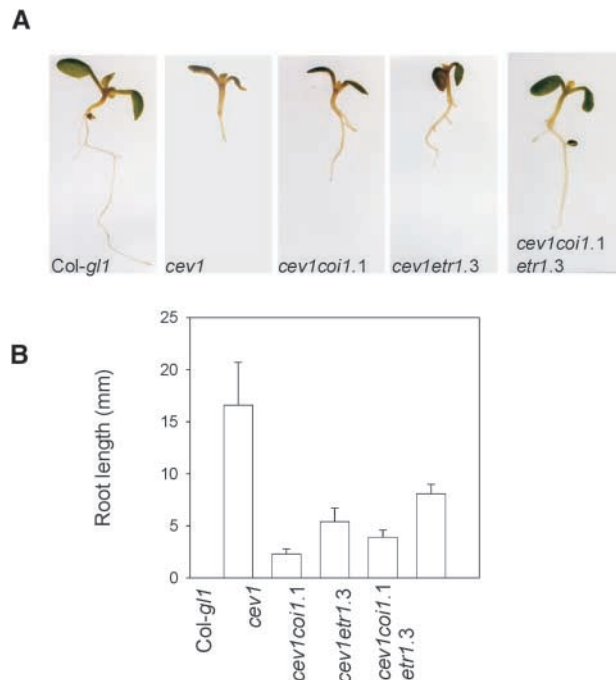 A
Col-gl1
cev1
cev1coi1.1
cev1etr1.3
cev1coi1.1
etr1.3
B
Root length (mm)
25
20
15
10
5
0
Col-gl1
cev1
cev1coi1.1
cev1etr1.3
cev1coi1.1
etr1.3